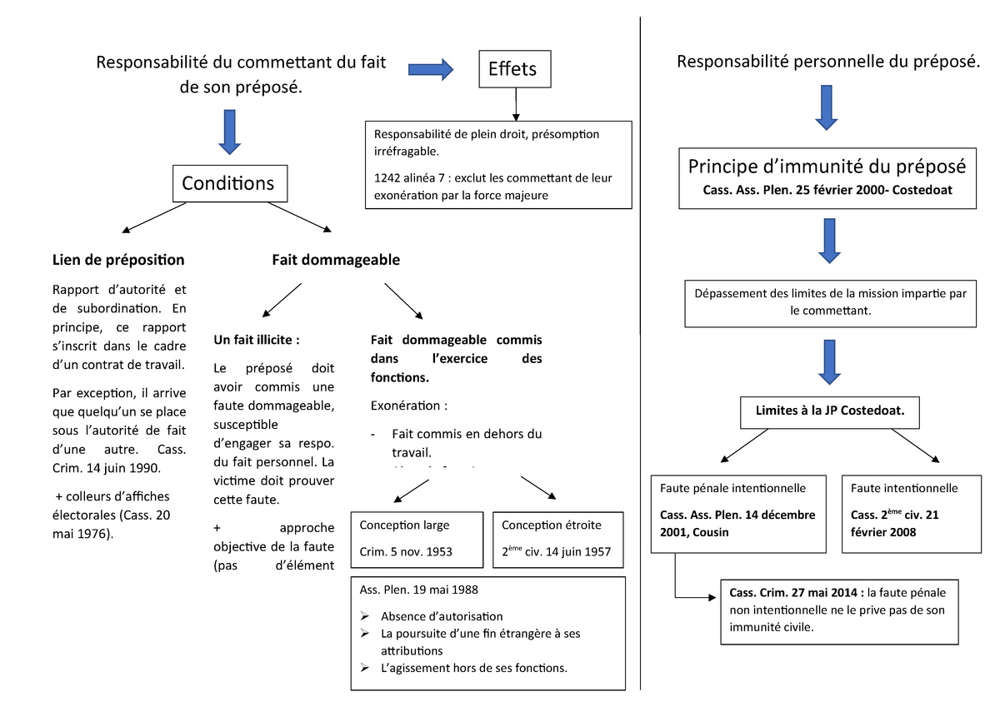 Responsabilité du commettant du fait
de son préposé.
Effets
Responsabilité de plein droit, présomption
irréfragable.
1242 alinéa 7 : exclut les commettant de leur
exonération par la force majeure
Conditions
Lien de préposition
Rapport d’autorité et
de subordination. En
principe, ce rapport
s’inscrit dans le cadre
d’un contrat de travail.
Par exception, il arrive
que quelqu’un se place
sous l’autorité de fait
d’une autre. Cass.
Crim. 14 juin 1990.
+ colleurs d’affiches
électorales (Cass. 20
mai 1976).
Fait dommageable
Un fait illicite :
Le préposé doit
avoir commis une
faute dommageable,
susceptible
d’engager sa respo.
du fait personnel. La
victime doit prouver
cette faute.
+ approche
objective de la faute
(pas d’élément
Fait dommageable commis
dans l’exercice des
fonctions.
Exonération :
- Fait commis en dehors du
travail.
Conception large
Crim. 5 nov. 1953
Conception étroite
2ème civ. 14 juin 1957
Ass. Plen. 19 mai 1988
➢ Absence d’autorisation
➢ La poursuite d’une fin étrangère à ses
attributions
➢ L’agissement hors de ses fonctions.
Responsabilité personnelle du préposé.
Principe d’immunité du préposé
Cass. Ass. Plen. 25 février 2000- Costedoat
Dépassement des limites de la mission impartie par
le commettant.
Limites à la JP Costedoat.
Faute pénale intentionnelle
Cass. Ass. Plen. 14 décembre
2001, Cousin
Faute intentionnelle
Cass. 2ème civ. 21
février 2008
Cass. Crim. 27 mai 2014 : la faute pénale
non intentionnelle ne le prive pas de son
immunité civile.